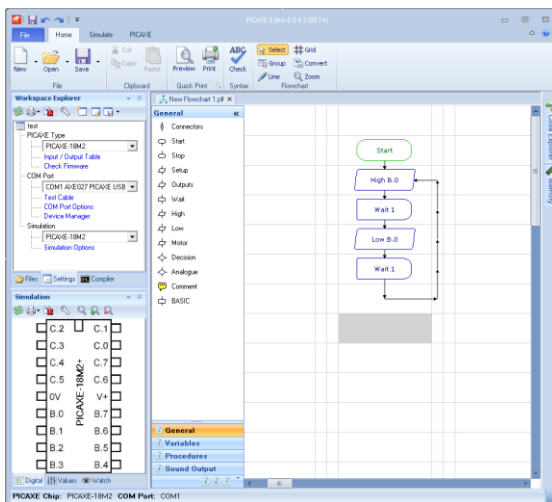 PICAXE Editor 6.0.4.3 (BETA)
File Home Simulate PICAXE
New Open Save
Cut
Copy
Paste
Preview Print
ABC
Check
Select Grid
Group Convert
Line Zoom
File Clipboard Quick Print Syntax Flowchart
Workspace Explorer
test
PICAXE Type
PICAXE-18M2
Input / Output Table
Check Firmware
COM Port
COM1 AXE027 PICAXE USB
Test Cable
COM Port Options
Device Manager
Simulation
PICAXE-18M2
Simulation Options
Files Settings Compiler
Simulation
C.2 C.1
C.3 C.0
C.4 C.7
C.5 C.6
0V V+
B.0 B.7
B.1 B.6
B.2 B.5
B.3 B.4
PICAXE-18M2+
Digital Values Watch
New Flowchart 1.plf
General
Connectors
Start
Stop
Setup
Outputs
Wait
High
Low
Motor
Decision
Analogue
Comment
BASIC
General
Variables
Procedures
Sound Output
Start
High B.0
Wait 1
Low B.0
Wait 1
Code Explorer
Memory
PICAXE Chip: PICAXE-18M2 COM Port: COM1